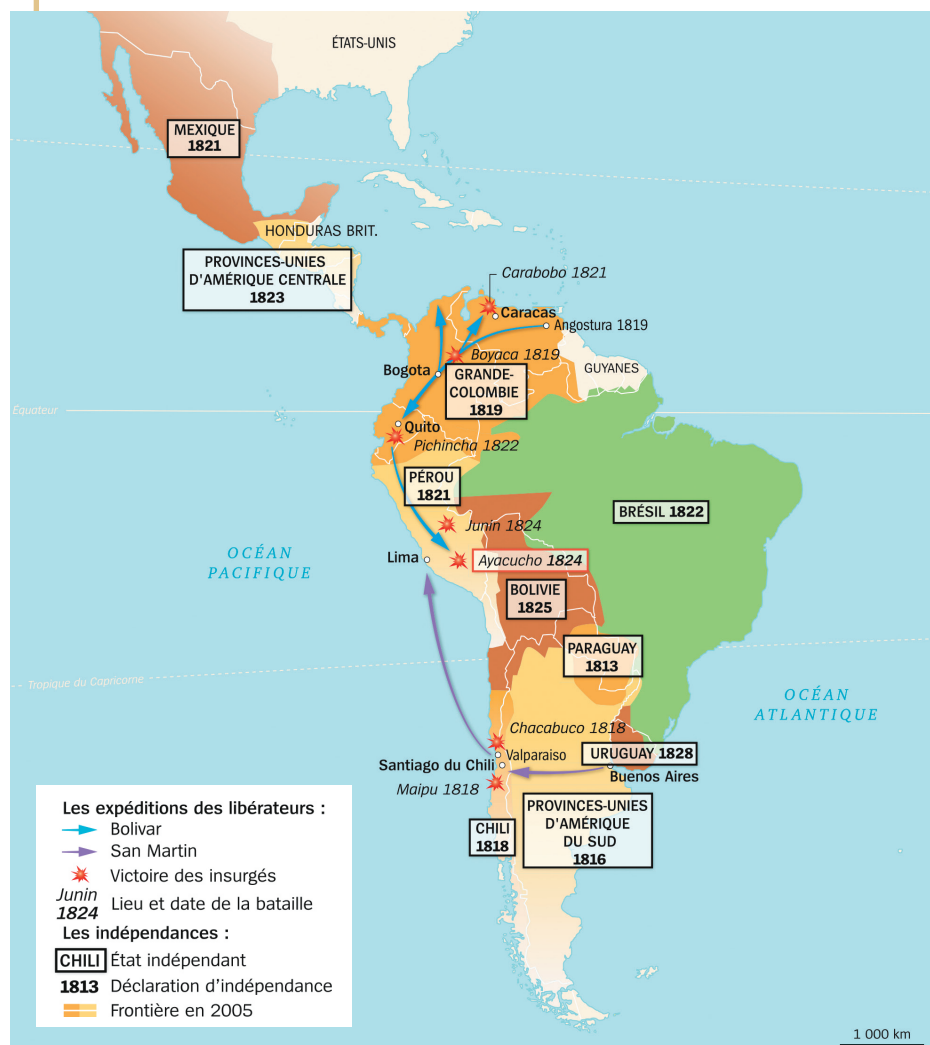 ÉTATS-UNIS
MEXIQUE
1821
HONDURAS BRIT.
PROVINCES-UNIES
D'AMÉRIQUE CENTRALE
1823
Carabobo 1821
Caracas
Angostura 1819
Boyaca 1819
Bogota
GRANDE-
COLOMBIE
1819
GUYANES
Équateur
Quito
Pichincha 1822
PÉROU
1821
BRÉSIL 1822
Junin 1824
Lima
Ayacucho 1824
OCÉAN
PACIFIQUE
BOLIVIE
1825
PARAGUAY
1813
Tropique du Capricorne
OCÉAN
ATLANTIQUE
Chacabuco 1818
Valparaiso
URUGUAY 1828
Santiago du Chili
Buenos Aires
Maipu 1818
PROVINCES-UNIES
D'AMÉRIQUE
DU SUD
1816
CHILI
1818
Les expéditions des libérateurs :
Bolivar
San Martin
Victoire des insurgés
Junin
1824
Lieu et date de la bataille
Les indépendances :
CHILI
État indépendant
1813
Déclaration d'indépendance
Frontière en 2005
1 000 km